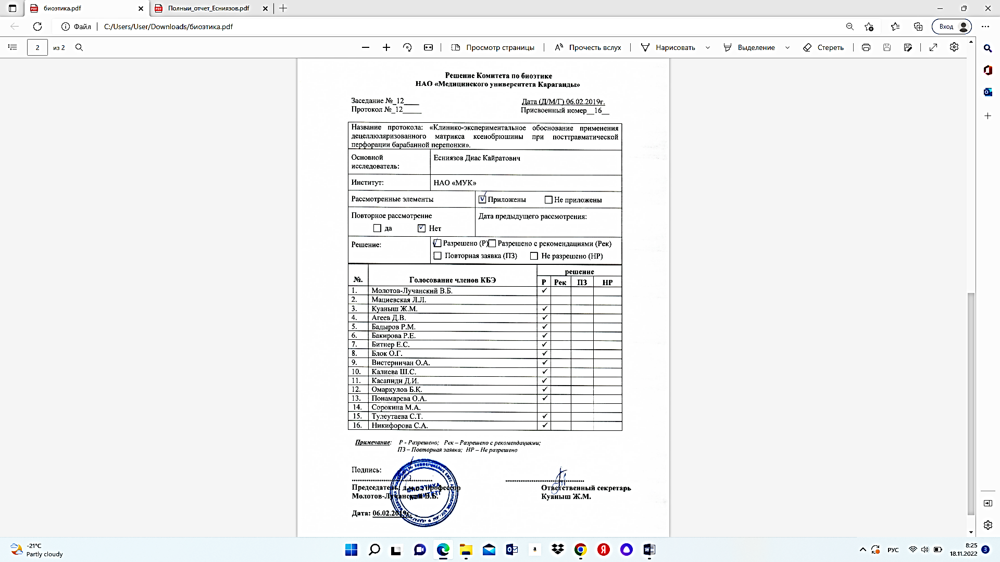 биоэтика.pdf
Полныи_отчет_Есниязов.pdf
Файл
C:/Users/User/Downloads/биоэтика.pdf
Вход
2 из 2
Просмотр страницы
Прочесть вслух
Нарисовать
Выделение
Стереть
Решение Комитета по биоэтике
НАО «Медицинского университета Караганды»
Заседание №_12____ Дата (Д/М/Г) 06.02.2019г.
Протокол №_12_____ Присвоенный номер__16__
Название протокола: «Клинико-экспериментальное обоснование применения
децеллюляризованного матрикса ксенобрюшины при посттравматической
перфорации барабанной перепонки».
Основной
исследователь:
Есниязов Диас Кайратович
Институт: НАО «МУК»
Рассмотренные элементы Приложены Не приложены
Повторное рассмотрение Дата предыдущего рассмотрения:
да Нет
Решение: Разрешено (Р) Разрешено с рекомендациями (Рек)
Повторная заявка (ПЗ) Не разрешено (НР)
решение
№. Голосование членов КБЭ Р Рек ПЗ НР
1. Молотов-Лучанский В.Б. ✓
2. Мациевская Л.Л.
3. Куаныш Ж.М. ✓
4. Агеев Д.В. ✓
5. Бадыров Р.М. ✓
6. Бакирова Р.Е. ✓
7. Битнер Е.С. ✓
8. Блок О.Г. ✓
9. Вистерничан О.А. ✓
10. Калиева Ш.С. ✓
11. Касапиди Д.И. ✓
12. Омаркулов Б.К. ✓
13. Понамарева О.А. ✓
14. Сорокина М.А.
15. Тулеутаева С.Т. ✓
16. Никифорова С.А. ✓
Примечание: Р - Разрешено; Рек – Разрешено с рекомендациями;
ПЗ – Повторная заявка; НР – Не разрешено
Подпись:
Председатель, д.м.н., профессор Ответственный секретарь
Молотов-Лучанский В.Б. Куаныш Ж.М.
БИОЭТИКА
КОМИТЕТІ
Дата: 06.02.2019г.
-21°C
Partly cloudy
РУС
8:25
18.11.2022
3